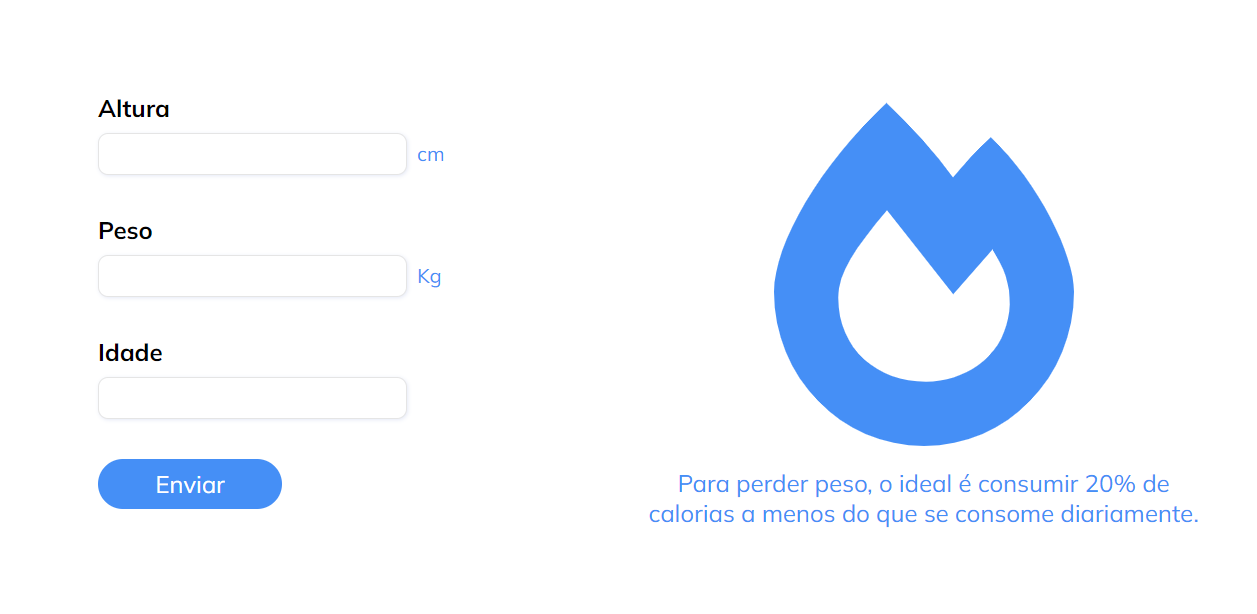 Altura
cm
Peso
Kg
Idade
Enviar
Para perder peso, o ideal é consumir 20% de
calorias a menos do que se consome diariamente.